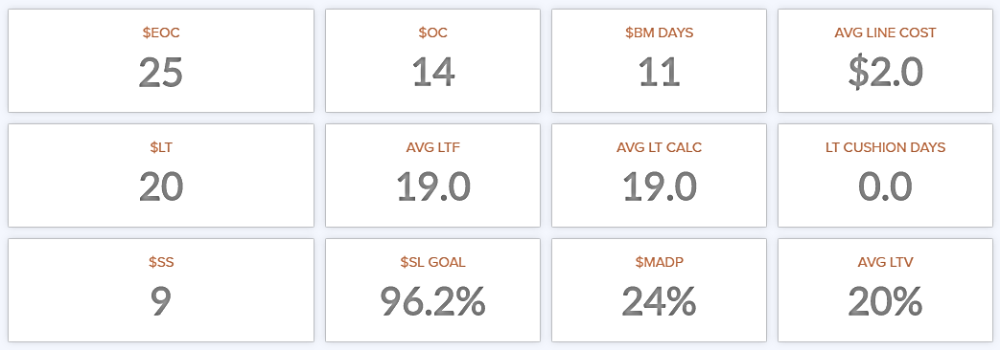 $EOC
25
$OC
14
$BM DAYS
11
AVG LINE COST
$2.0
$LT
20
AVG LTF
19.0
AVG LT CALC
19.0
LT CUSHION DAYS
0.0
$SS
9
$SL GOAL
96.2%
$MADP
24%
AVG LTV
20%